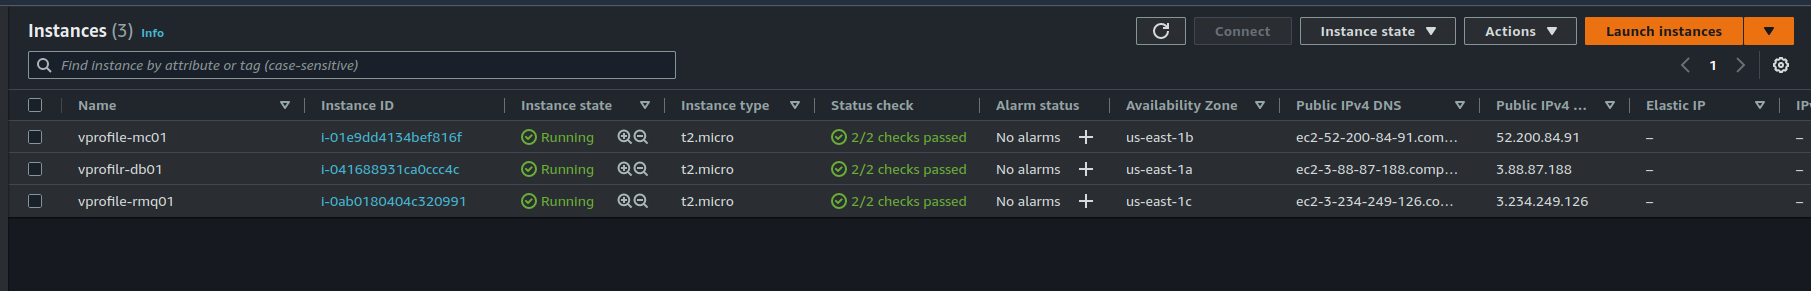 Instances (3) Info
Connect Instance state Actions Launch instances
Find instance by attribute or tag (case-sensitive)
1
Name Instance ID Instance state Instance type Status check Alarm status Availability Zone Public IPv4 DNS Public IPv4 ... Elastic IP IPv
vprofile-mc01 i-01e9dd4134bef816f Running t2.micro 2/2 checks passed No alarms + us-east-1b ec2-52-200-84-91.com... 52.200.84.91 – –
vprofilr-db01 i-041688931ca0ccc4c Running t2.micro 2/2 checks passed No alarms + us-east-1a ec2-3-88-87-188.comp... 3.88.87.188 – –
vprofile-rmq01 i-0ab0180404c320991 Running t2.micro 2/2 checks passed No alarms + us-east-1c ec2-3-234-249-126.co... 3.234.249.126 – –